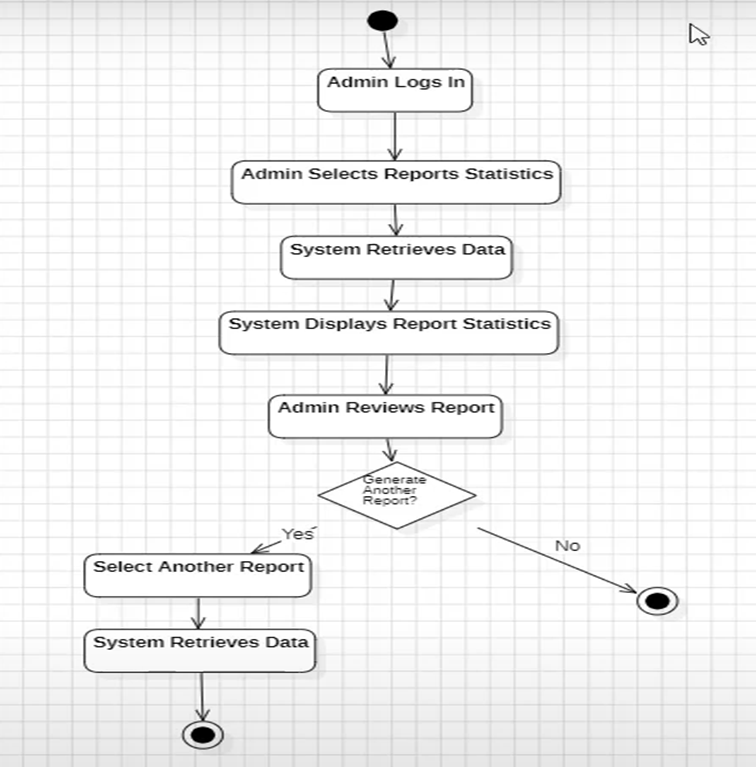 Admin Logs In
Admin Selects Reports Statistics
System Retrieves Data
System Displays Report Statistics
Admin Reviews Report
Generate
Another
Report?
Yes
No
Select Another Report
System Retrieves Data